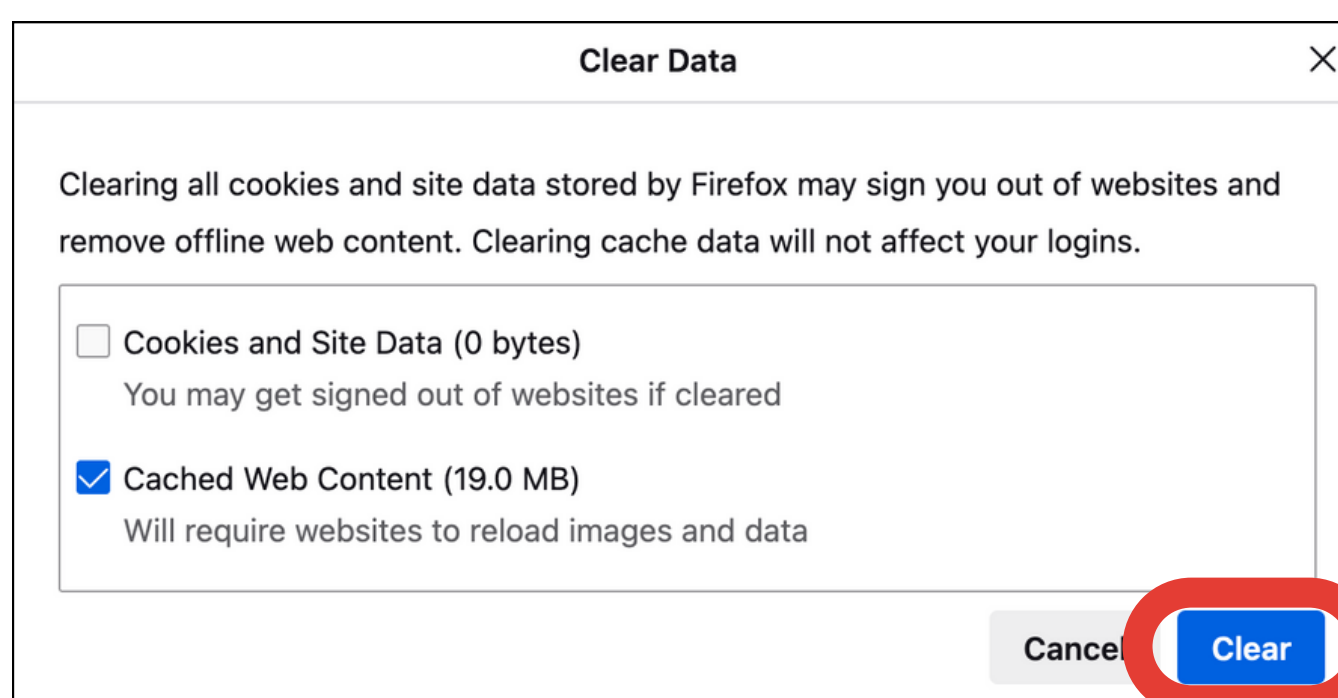 Clear Data
Clearing all cookies and site data stored by Firefox may sign you out of websites and
remove offline web content. Clearing cache data will not affect your logins.
Cookies and Site Data (0 bytes)
You may get signed out of websites if cleared
Cached Web Content (19.0 MB)
Will require websites to reload images and data
Cancel Clear